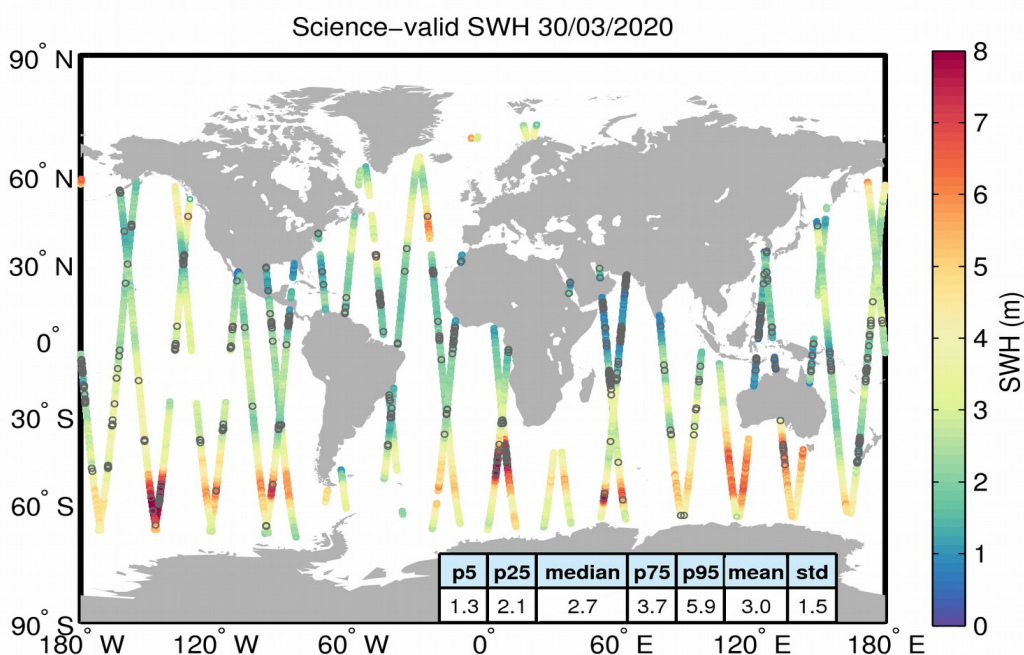 Science−valid SWH 30/03/2020
90° N
60° N
30° N
0°
30° S
60° S
90° S
180° W 120° W 60° W 0° 60° E 120° E 180° E
p5 p25 median p75 p95 mean std
1.3 2.1 2.7 3.7 5.9 3.0 1.5
8
7
6
5
4
3
2
1
0
SWH (m)